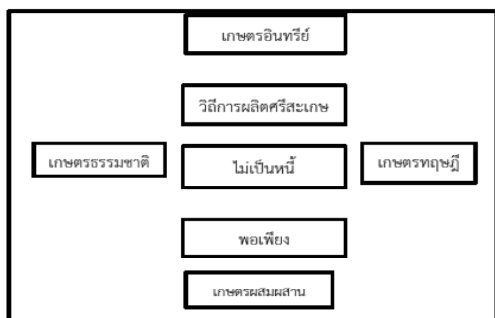 เกษตรอินทรีย์
วิถีการผลิตศรีสะเกษ
เกษตรธรรมชาติ
ไม่เป็นหนี้
เกษตรทฤษฎี
พอเพียง
เกษตรผสมผสาน